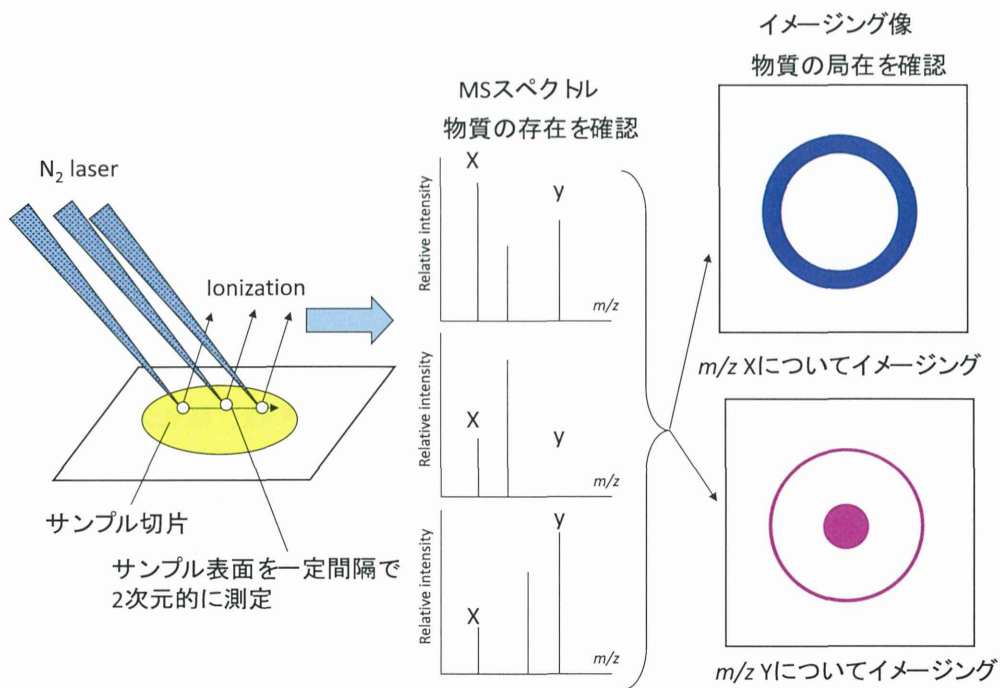 イメージング像
物質の局在を確認
MSスペクトル
物質の存在を確認
N2 laser
Ionization
サンプル切片
サンプル表面を一定間隔で
2次元的に測定
X
y
Relative intensity
m/z
X
y
Relative intensity
m/z
X
y
Relative intensity
m/z
m/z Xについてイメージング
m/z Yについてイメージング